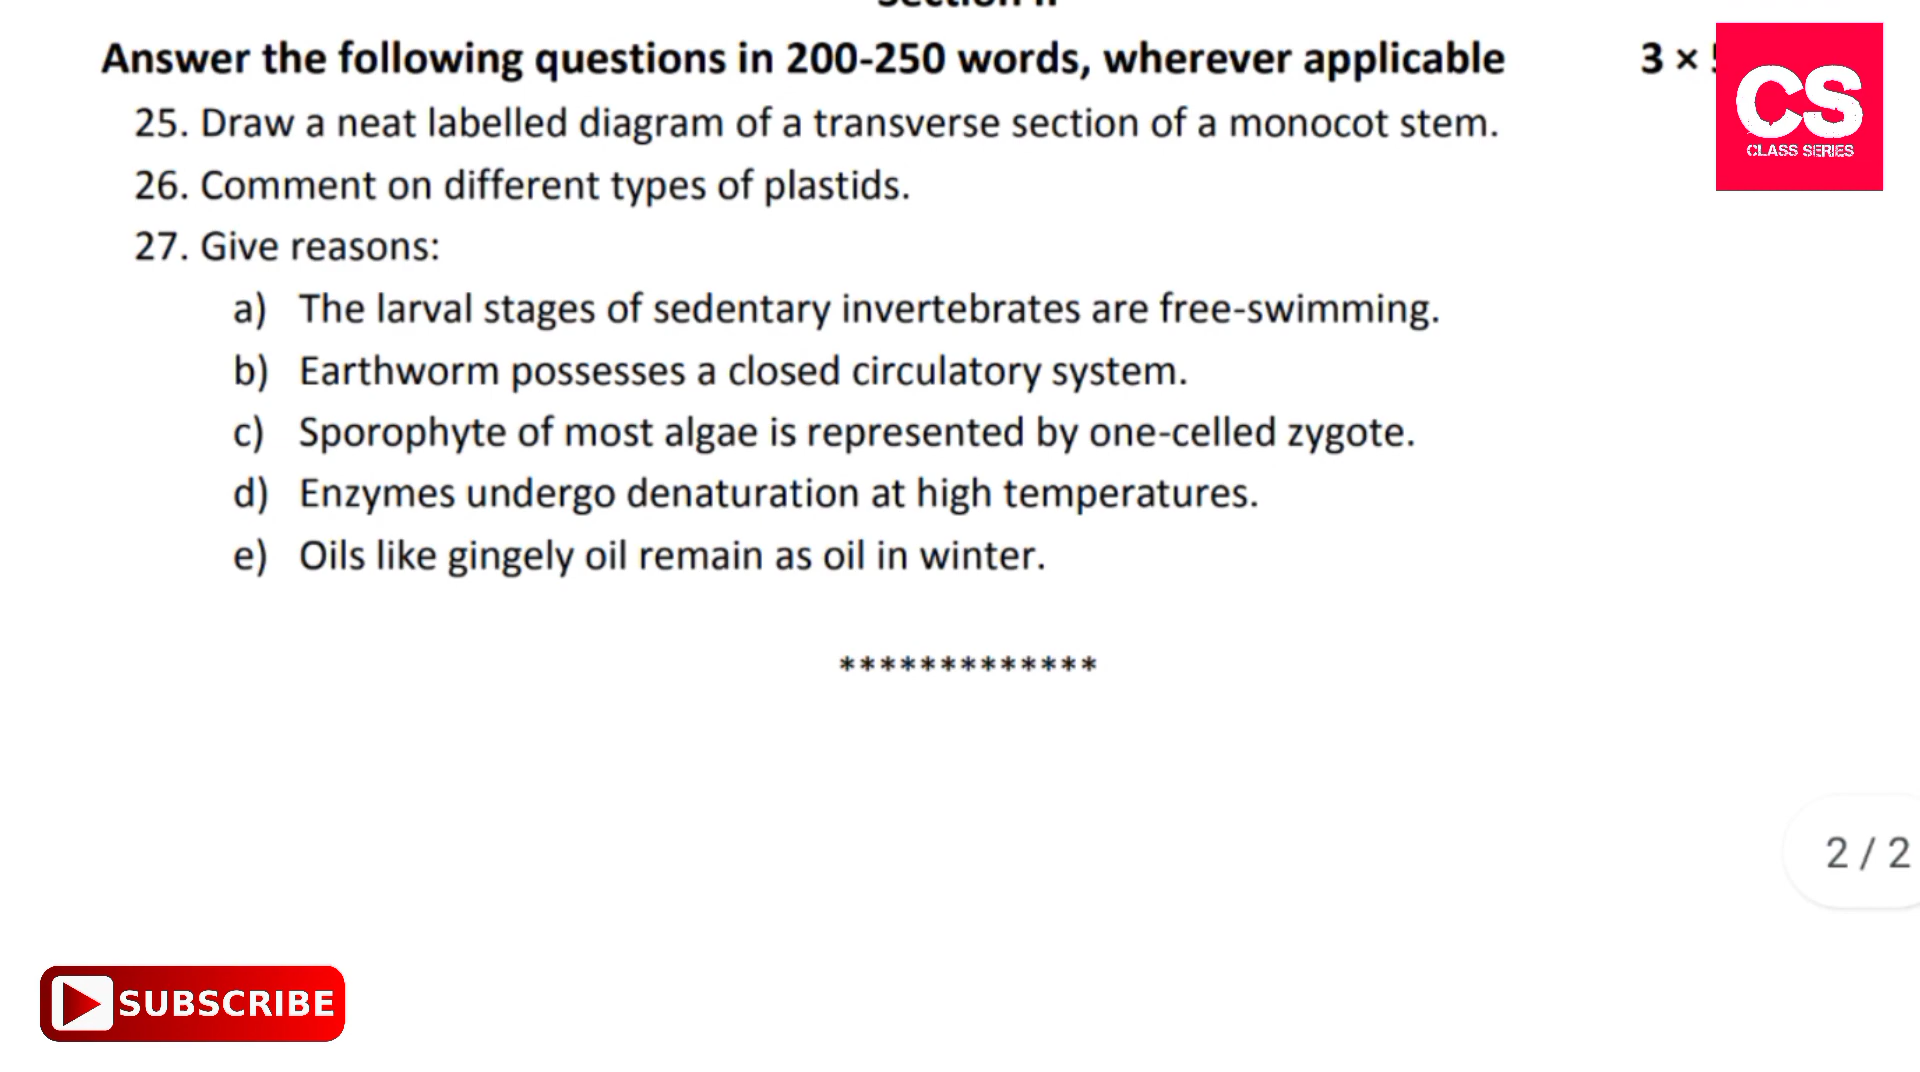 Answer the following questions in 200-250 words, wherever applicable 3 ×
25. Draw a neat labelled diagram of a transverse section of a monocot stem.
26. Comment on different types of plastids.
27. Give reasons:
a) The larval stages of sedentary invertebrates are free-swimming.
b) Earthworm possesses a closed circulatory system.
c) Sporophyte of most algae is represented by one-celled zygote.
d) Enzymes undergo denaturation at high temperatures.
e) Oils like gingely oil remain as oil in winter.
*************
CS
CLASS SERIES
2 / 2
SUBSCRIBE